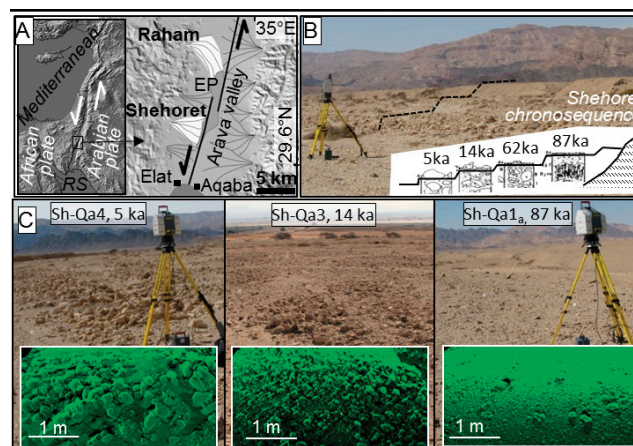 A
Mediterranean
African
plate
Arabian
plate
RS
Raham
EP
Shehoret
Arava valley
35°E
29.6°N
Elat
Aqaba
5 km
B
Shehoret
chronosequence
5ka
14ka
62ka
87ka
C
Sh-Qa4, 5 ka
Sh-Qa3, 14 ka
Sh-Qa1a, 87 ka
1 m
1 m
1 m